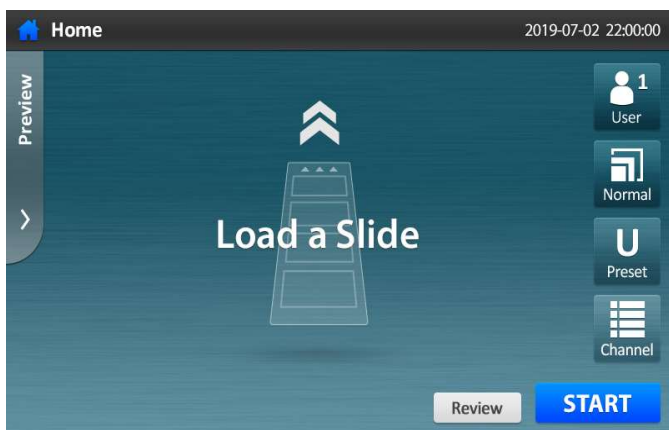 Home
2019-07-02 22:00:00
Preview
1
User
Normal
Load a Slide
U
Preset
Channel
Review
START